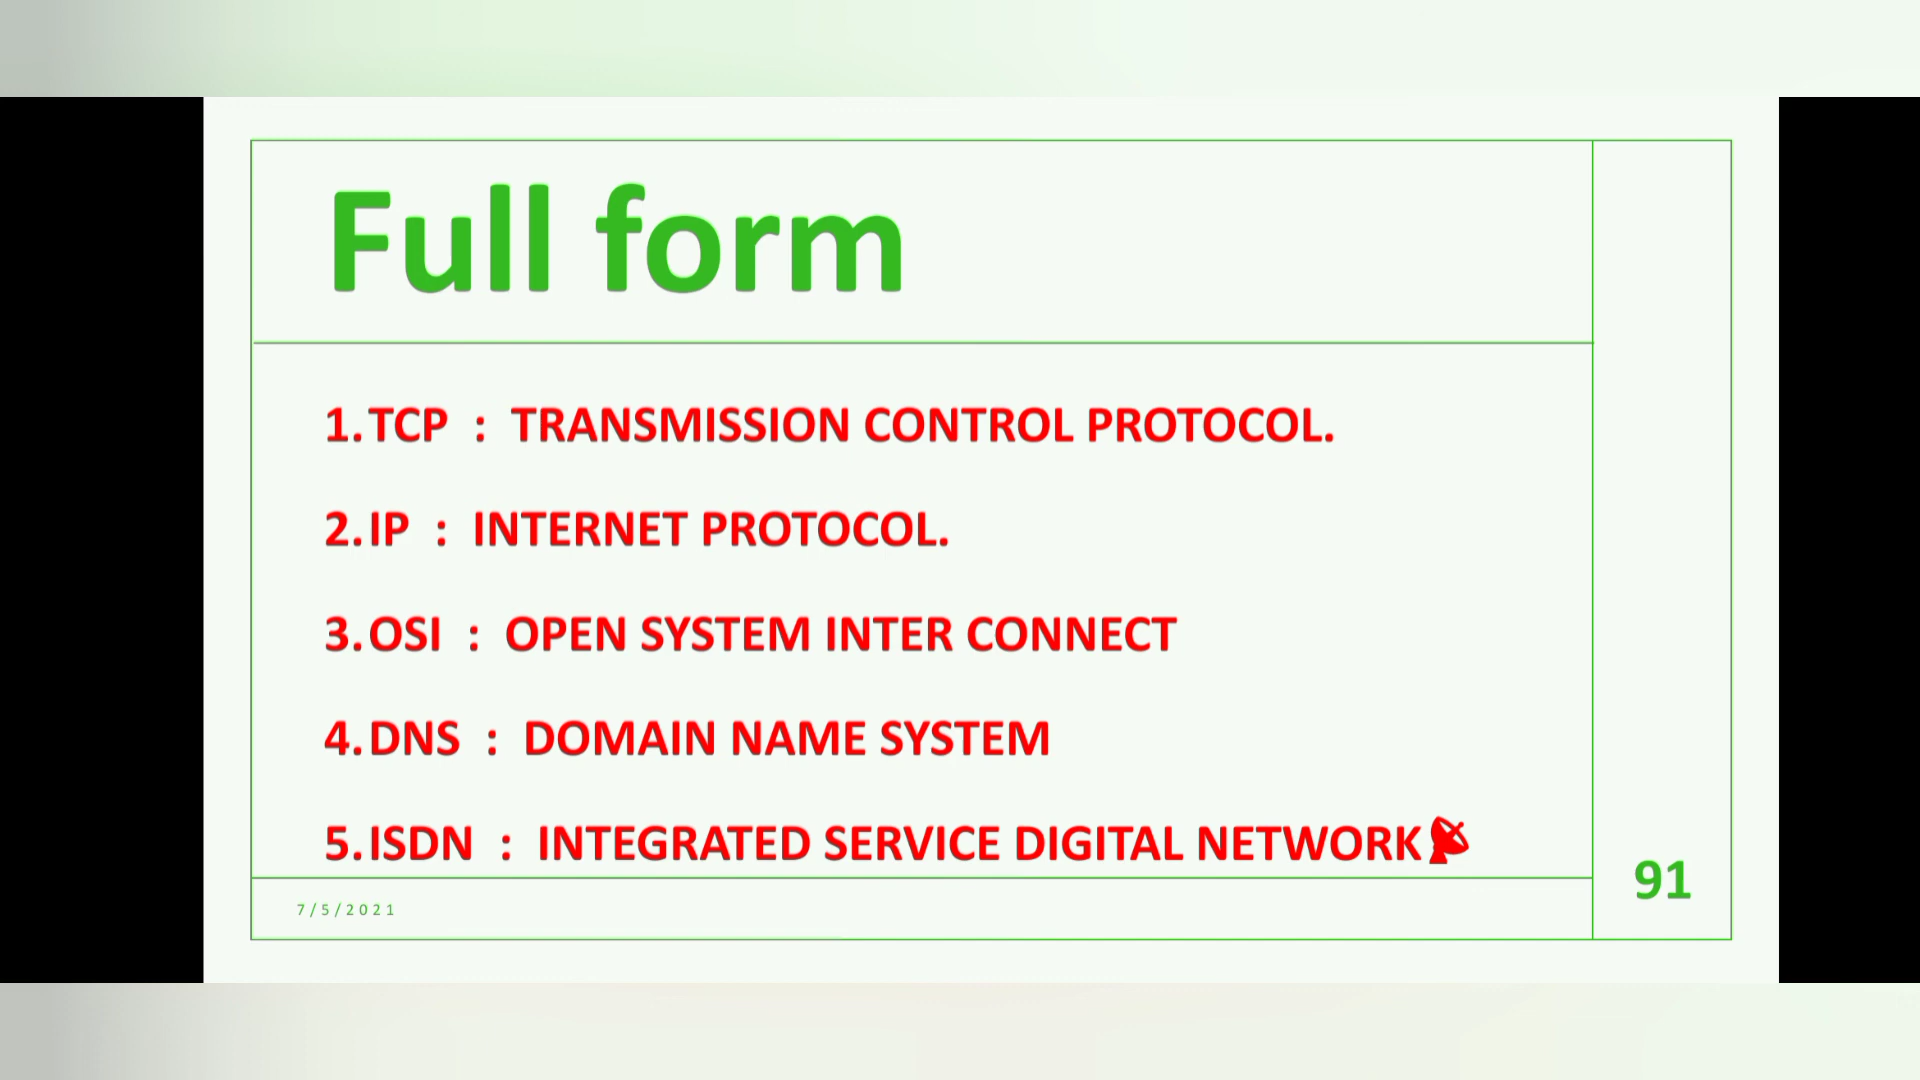 Full form
1. TCP : TRANSMISSION CONTROL PROTOCOL.
2. IP : INTERNET PROTOCOL.
3. OSI : OPEN SYSTEM INTER CONNECT
4. DNS : DOMAIN NAME SYSTEM
5. ISDN : INTEGRATED SERVICE DIGITAL NETWORK
7/5/2021
91